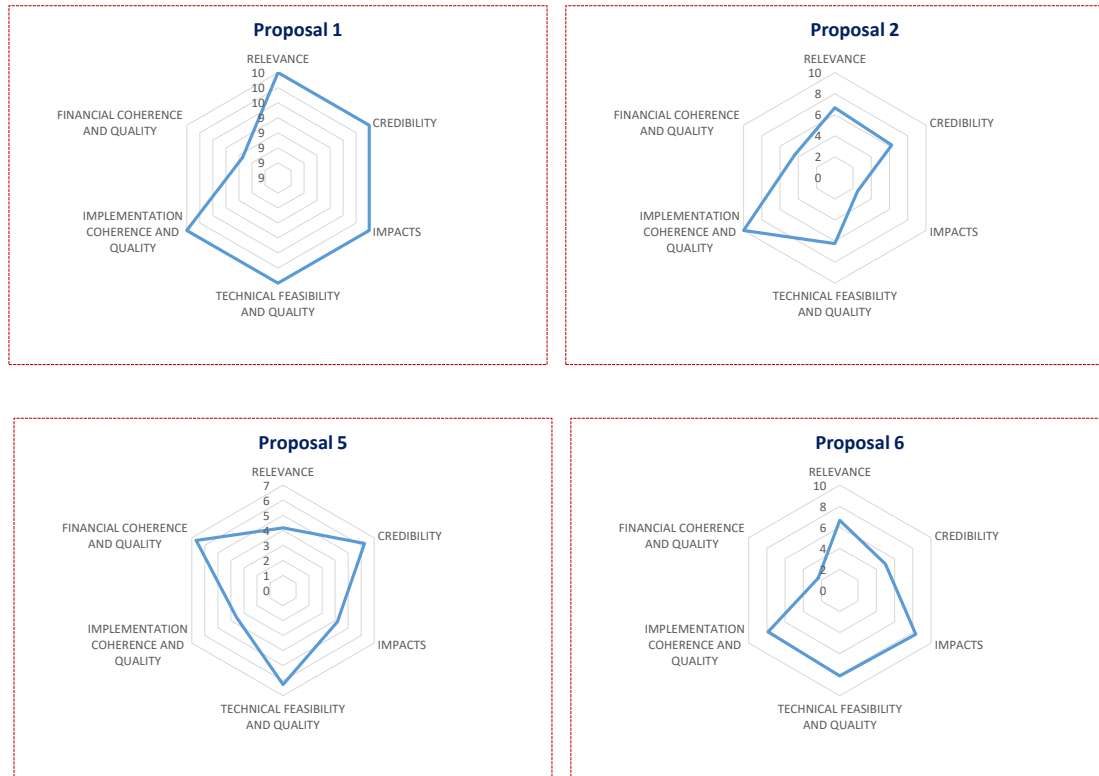 Proposal 1
RELEVANCE
10
10
10
9
9
9
9
9
FINANCIAL COHERENCE
AND QUALITY
CREDIBILITY
IMPLEMENTATION
COHERENCE AND
QUALITY
IMPACTS
TECHNICAL FEASIBILITY
AND QUALITY
Proposal 2
RELEVANCE
10
8
6
4
2
0
FINANCIAL COHERENCE
AND QUALITY
CREDIBILITY
IMPLEMENTATION
COHERENCE AND
QUALITY
IMPACTS
TECHNICAL FEASIBILITY
AND QUALITY
Proposal 5
RELEVANCE
7
6
5
4
3
2
1
0
FINANCIAL COHERENCE
AND QUALITY
CREDIBILITY
IMPLEMENTATION
COHERENCE AND
QUALITY
IMPACTS
TECHNICAL FEASIBILITY
AND QUALITY
Proposal 6
RELEVANCE
10
8
6
4
2
0
FINANCIAL COHERENCE
AND QUALITY
CREDIBILITY
IMPLEMENTATION
COHERENCE AND
QUALITY
IMPACTS
TECHNICAL FEASIBILITY
AND QUALITY